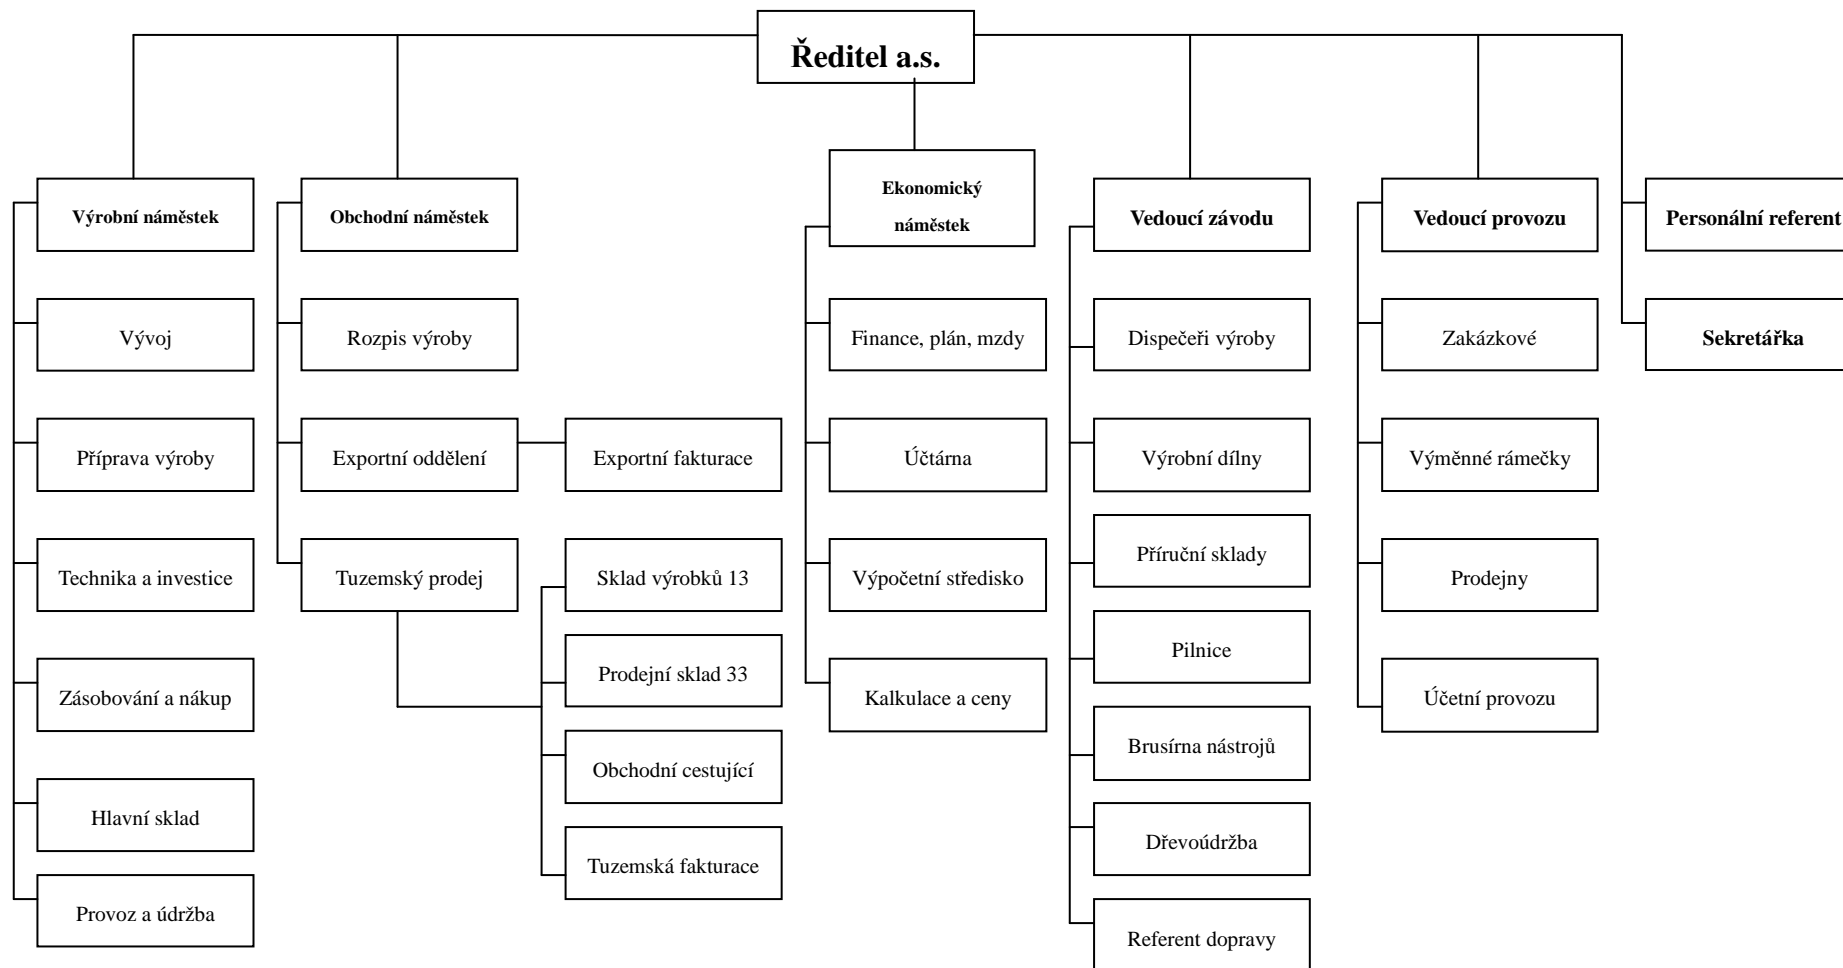 Ředitel a.s.
Výrobní náměstek
Obchodní náměstek
Ekonomický
náměstek
Vedoucí závodu
Vedoucí provozu
Personální referent
Vývoj
Rozpis výroby
Finance, plán, mzdy
Dispečeři výroby
Zakázkové
Sekretářka
Příprava výroby
Exportní oddělení
Exportní fakturace
Účtárna
Výrobní dílny
Výměnné rámečky
Technika a investice
Tuzemský prodej
Sklad výrobků 13
Výpočetní středisko
Příruční sklady
Prodejny
Zásobování a nákup
Prodejní sklad 33
Kalkulace a ceny
Pilnice
Účetní provozu
Hlavní sklad
Obchodní cestující
Brusírna nástrojů
Provoz a údržba
Tuzemská fakturace
Dřevoúdržba
Referent dopravy